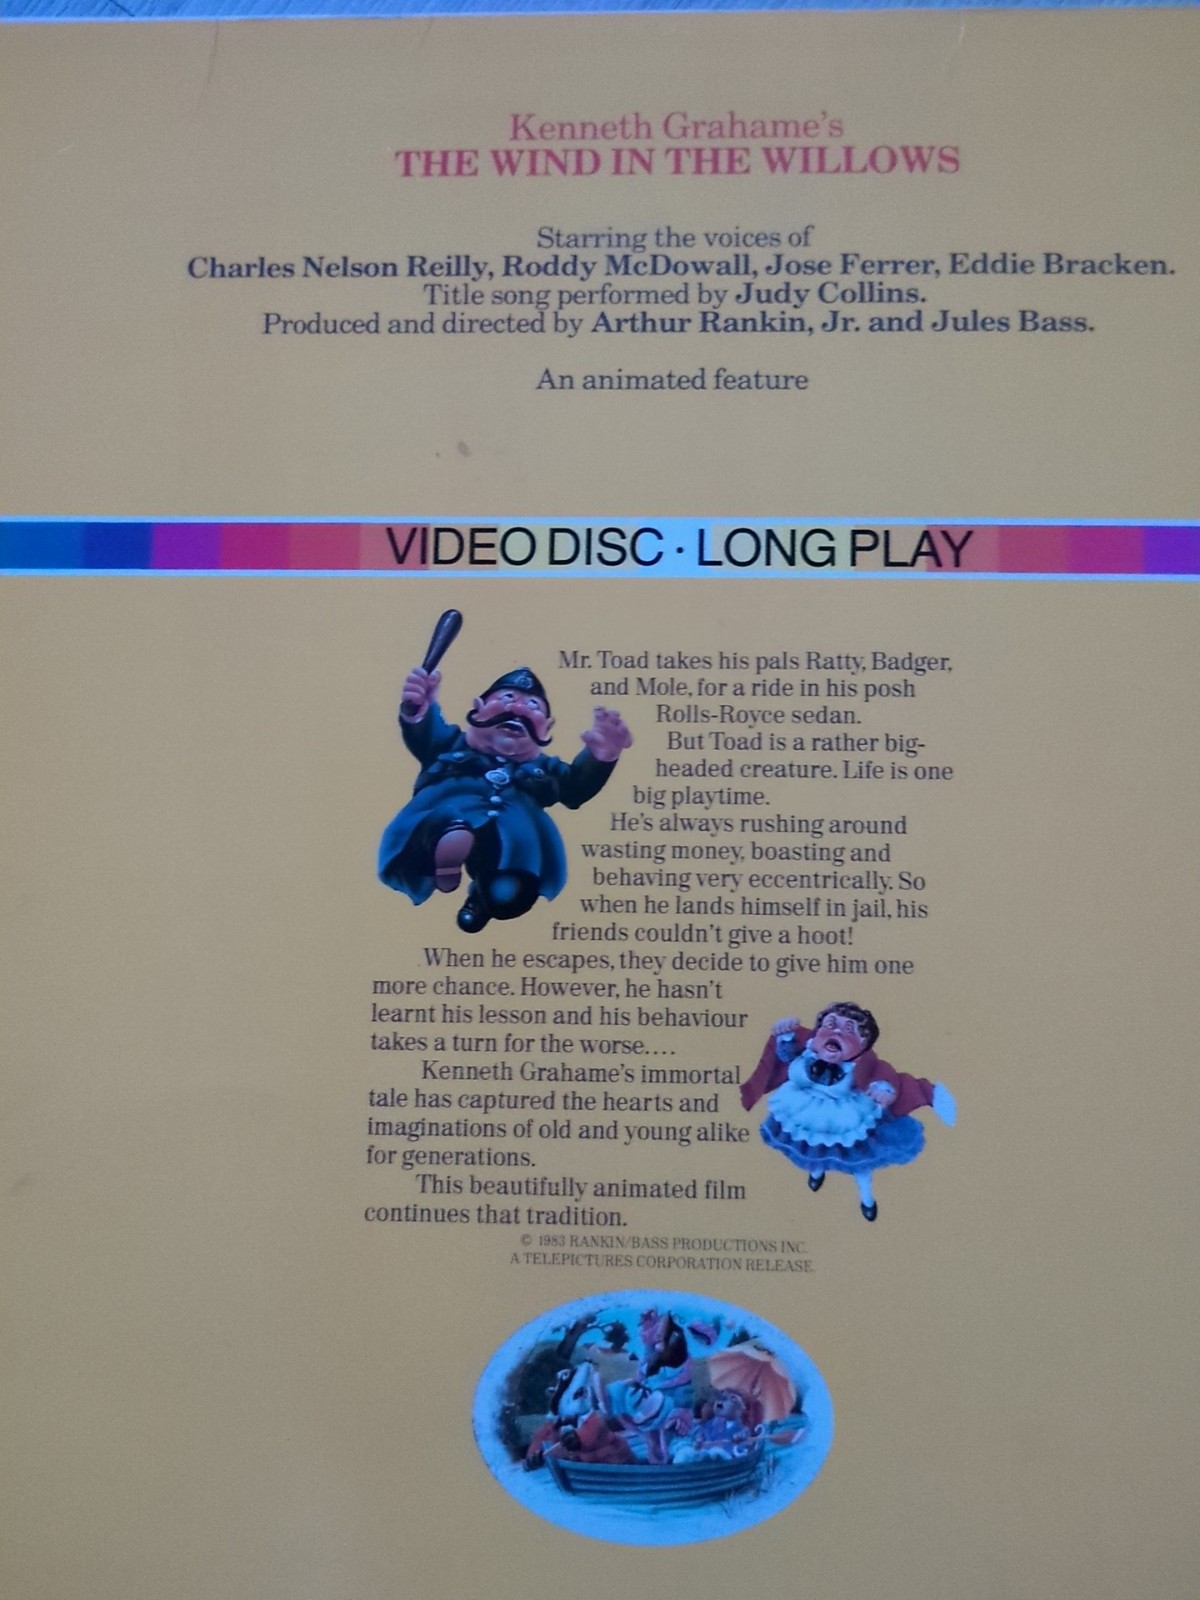 Kenneth Grahame's
THE WIND IN THE WILLOWS
Starring the voices of
Charles Nelson Reilly, Roddy McDowall, Jose Ferrer, Eddie Bracken.
Title song performed by Judy Collins.
Produced and directed by Arthur Rankin, Jr. and Jules Bass.
An animated feature
VIDEO DISC · LONG PLAY
Mr. Toad takes his pals Ratty, Badger,
and Mole, for a ride in his posh
Rolls-Royce sedan.
But Toad is a rather big-
headed creature. Life is one
big playtime.
He's always rushing around
wasting money, boasting and
behaving very eccentrically. So
when he lands himself in jail, his
friends couldn't give a hoot!
When he escapes, they decide to give him one
more chance. However, he hasn't
learnt his lesson and his behaviour
takes a turn for the worse....
Kenneth Grahame's immortal
tale has captured the hearts and
imaginations of old and young alike
for generations.
This beautifully animated film
continues that tradition.
© 1983 RANKIN/BASS PRODUCTIONS INC.
A TELEPICTURES CORPORATION RELEASE.